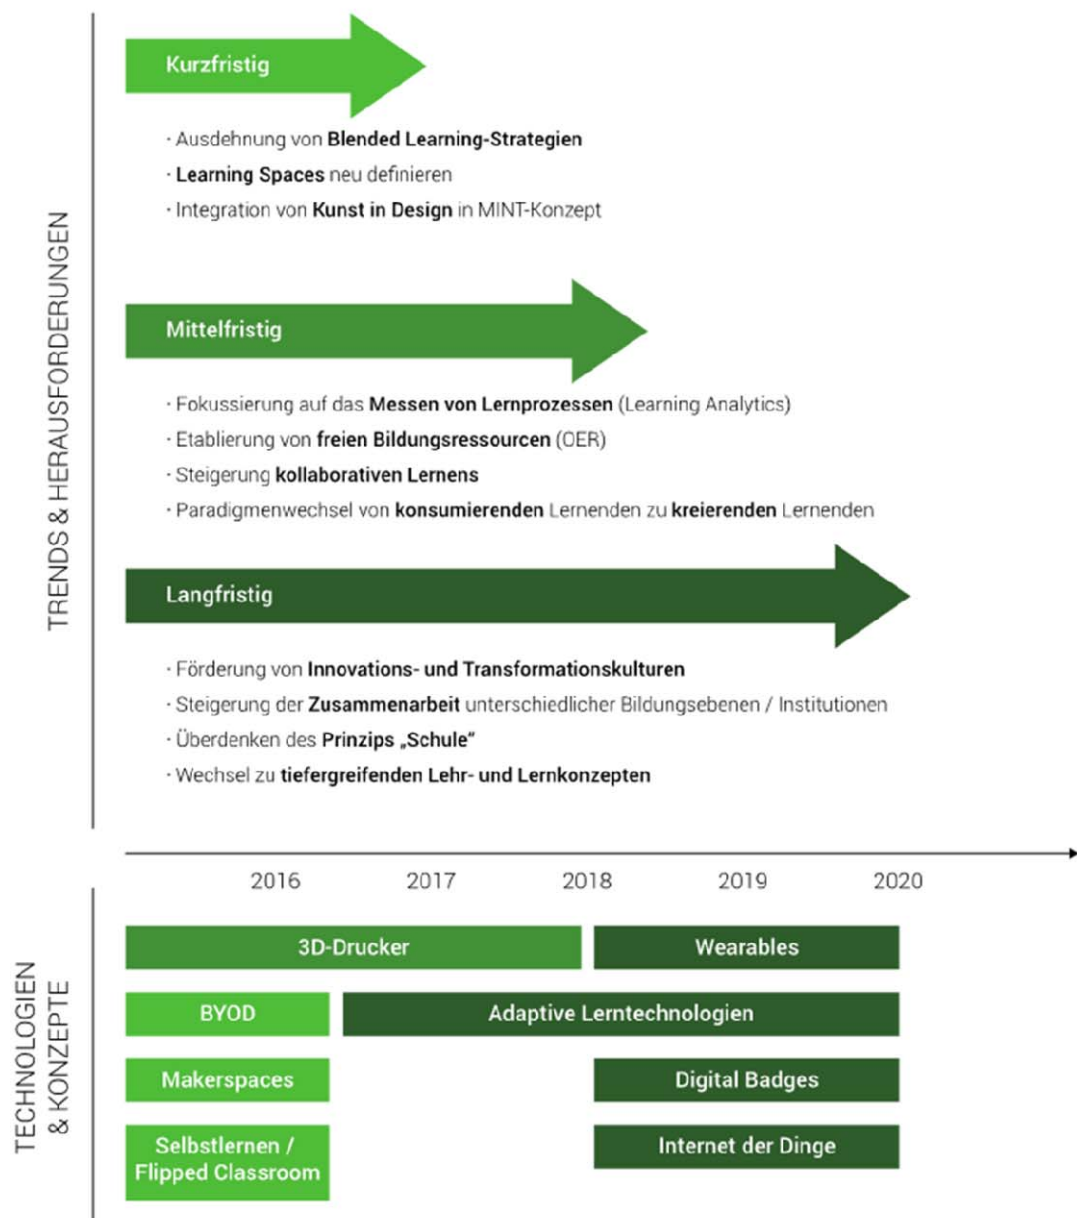 TRENDS & HERAUSFORDERUNGEN
Kurzfristig
· Ausdehnung von Blended Learning-Strategien
· Learning Spaces neu definieren
· Integration von Kunst in Design in MINT-Konzept
Mittelfristig
· Fokussierung auf das Messen von Lernprozessen (Learning Analytics)
· Etablierung von freien Bildungsressourcen (OER)
· Steigerung kollaborativen Lernens
· Paradigmenwechsel von konsumierenden Lernenden zu kreierenden Lernenden
Langfristig
· Förderung von Innovations- und Transformationskulturen
· Steigerung der Zusammenarbeit unterschiedlicher Bildungsebenen / Institutionen
· Überdenken des Prinzips „Schule“
· Wechsel zu tiefergreifenden Lehr- und Lernkonzepten
2016 2017 2018 2019 2020
TECHNOLOGIEN
& KONZEPTE
3D-Drucker Wearables
BYOD Adaptive Lerntechnologien
Makerspaces Digital Badges
Selbstlernen / Internet der Dinge
Flipped Classroom